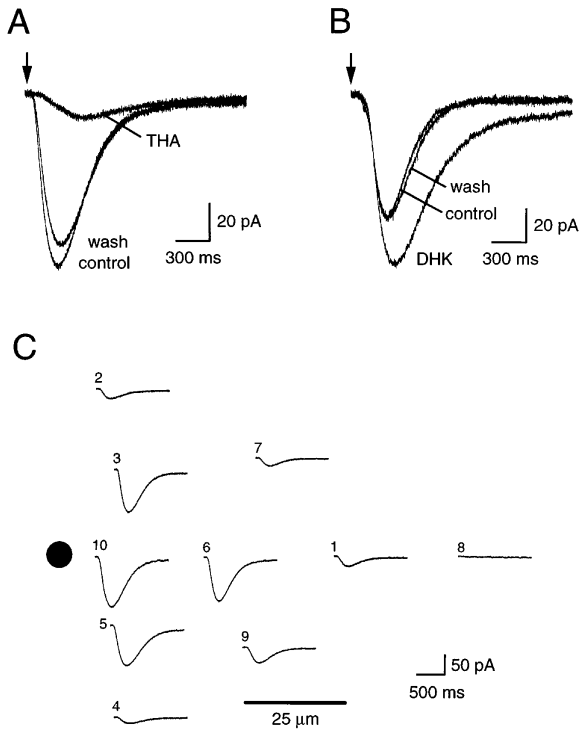 A
THA
wash
control
20 pA
300 ms
B
wash
control
DHK
20 pA
300 ms
C
2
3
7
10
6
1
8
5
9
4
50 pA
500 ms
25 µm